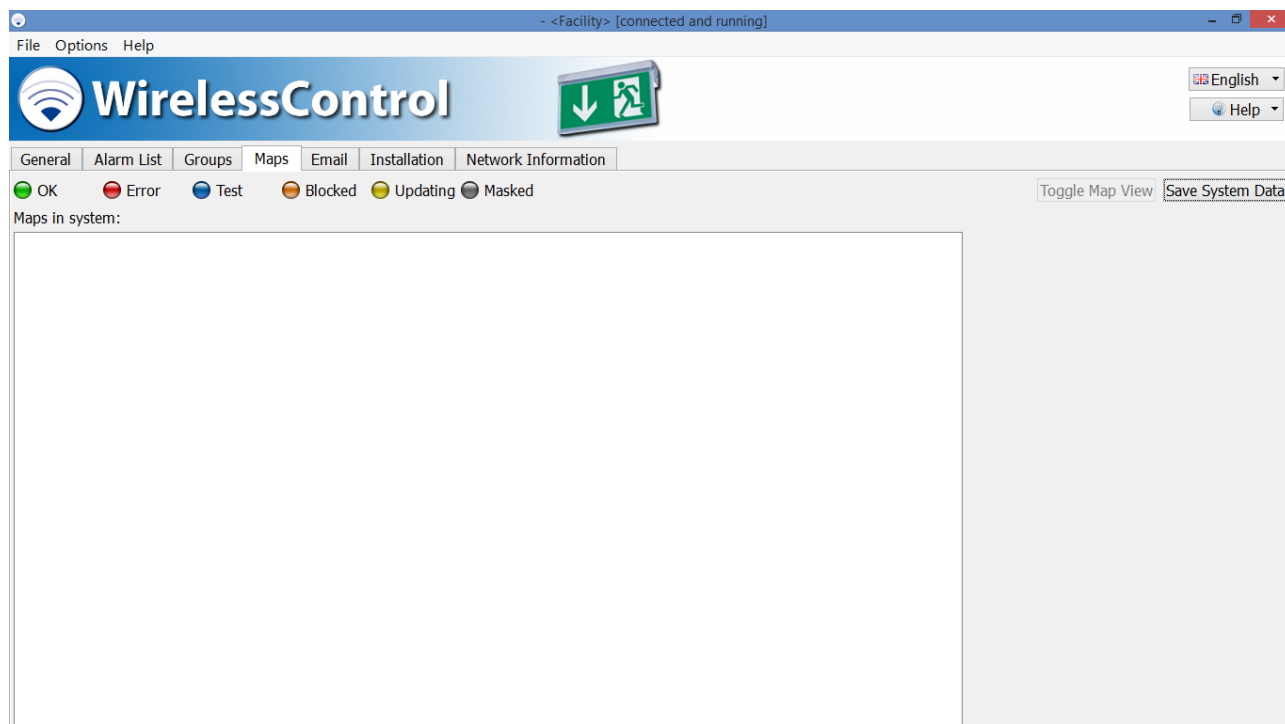 - <Facility> [connected and running]
File Options Help
WirelessControl
English
Help
General Alarm List Groups Maps Email Installation Network Information
OK Error Test Blocked Updating Masked Toggle Map View Save System Data
Maps in system: